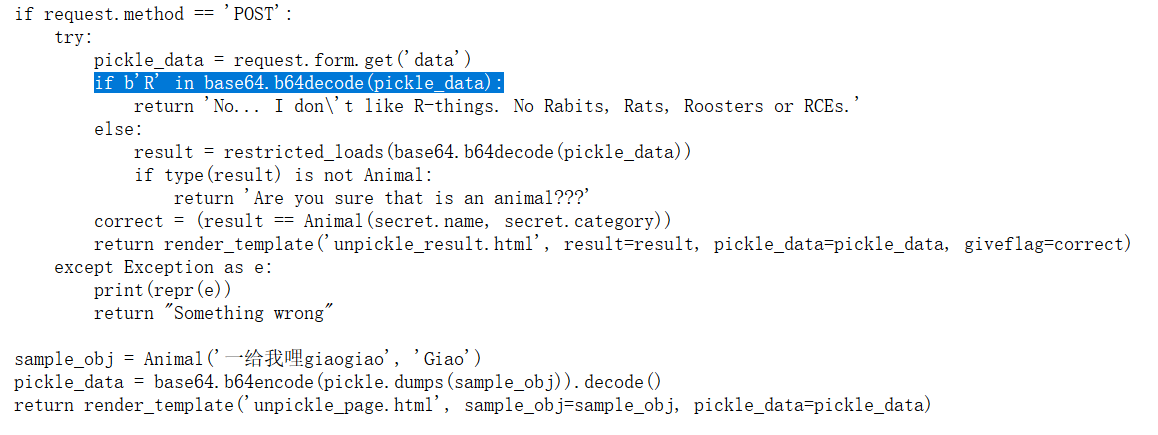 if request.method == 'POST':
    try:
        pickle_data = request.form.get('data')
        if b'R' in base64.b64decode(pickle_data):
            return 'No... I don\'t like R-things. No Rabits, Rats, Roosters or RCEs.'
        else:
            result = restricted_loads(base64.b64decode(pickle_data))
            if type(result) is not Animal:
                return 'Are you sure that is an animal???'
        correct = (result == Animal(secret.name, secret.category))
        return render_template('unpickle_result.html', result=result, pickle_data=pickle_data, giveflag=correct)
    except Exception as e:
        print(repr(e))
        return "Something wrong"

sample_obj = Animal('一给我哩giaogiao', 'Giao')
pickle_data = base64.b64encode(pickle.dumps(sample_obj)).decode()
return render_template('unpickle_page.html', sample_obj=sample_obj, pickle_data=pickle_data)